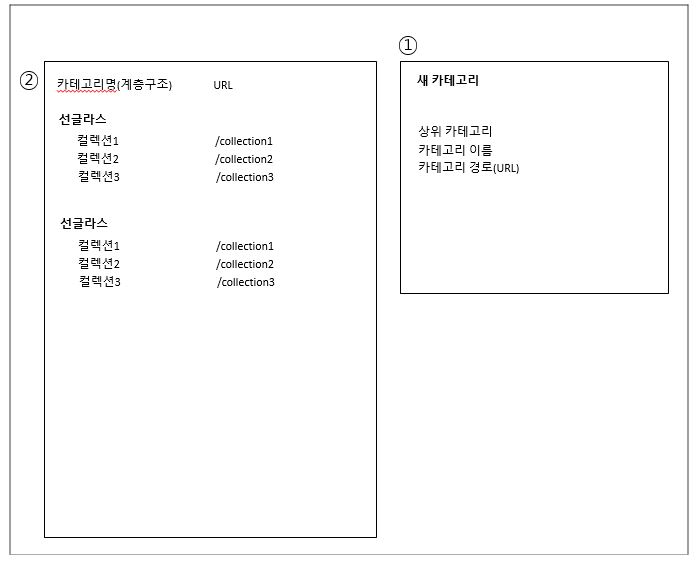 ②
카테고리명(계층구조) URL
선글라스
컬렉션1 /collection1
컬렉션2 /collection2
컬렉션3 /collection3
선글라스
컬렉션1 /collection1
컬렉션2 /collection2
컬렉션3 /collection3
①
새 카테고리
상위 카테고리
카테고리 이름
카테고리 경로(URL)